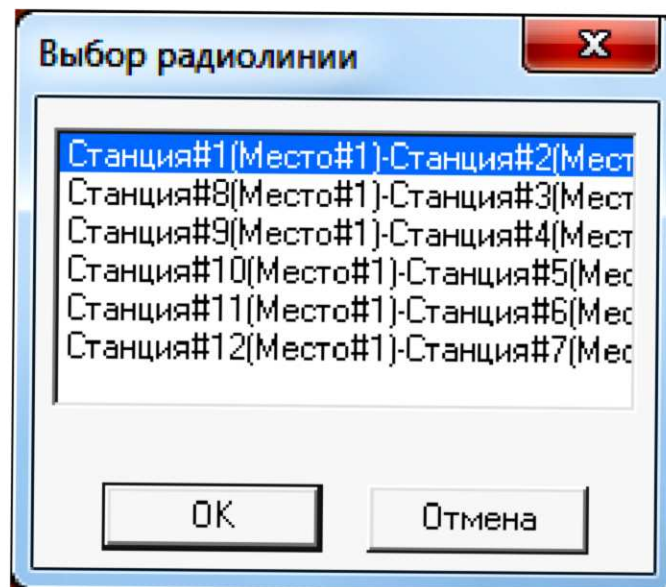 Выбор радиолинии
Станция#1(Место#1)-Станция#2(Мест
Станция#8(Место#1)-Станция#3(Мест
Станция#9(Место#1)-Станция#4(Мест
Станция#10(Место#1)-Станция#5(Мес
Станция#11(Место#1)-Станция#6(Мес
Станция#12(Место#1)-Станция#7(Мес
OK
Отмена